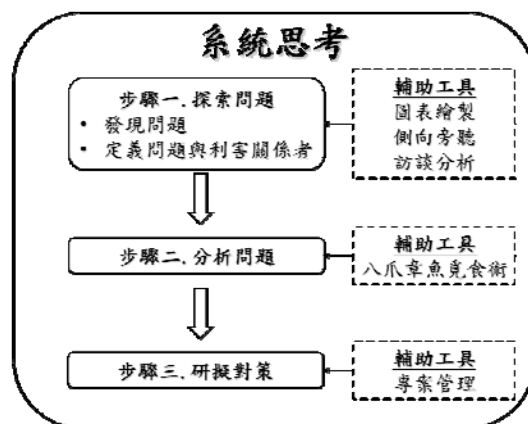 系統思考
步驟一.探索問題
• 發現問題
• 定義問題與利害關係者
輔助工具
圖表繪製
側向旁聽
訪談分析
步驟二.分析問題
輔助工具
八爪章魚覓食術
步驟三.研擬對策
輔助工具
專案管理